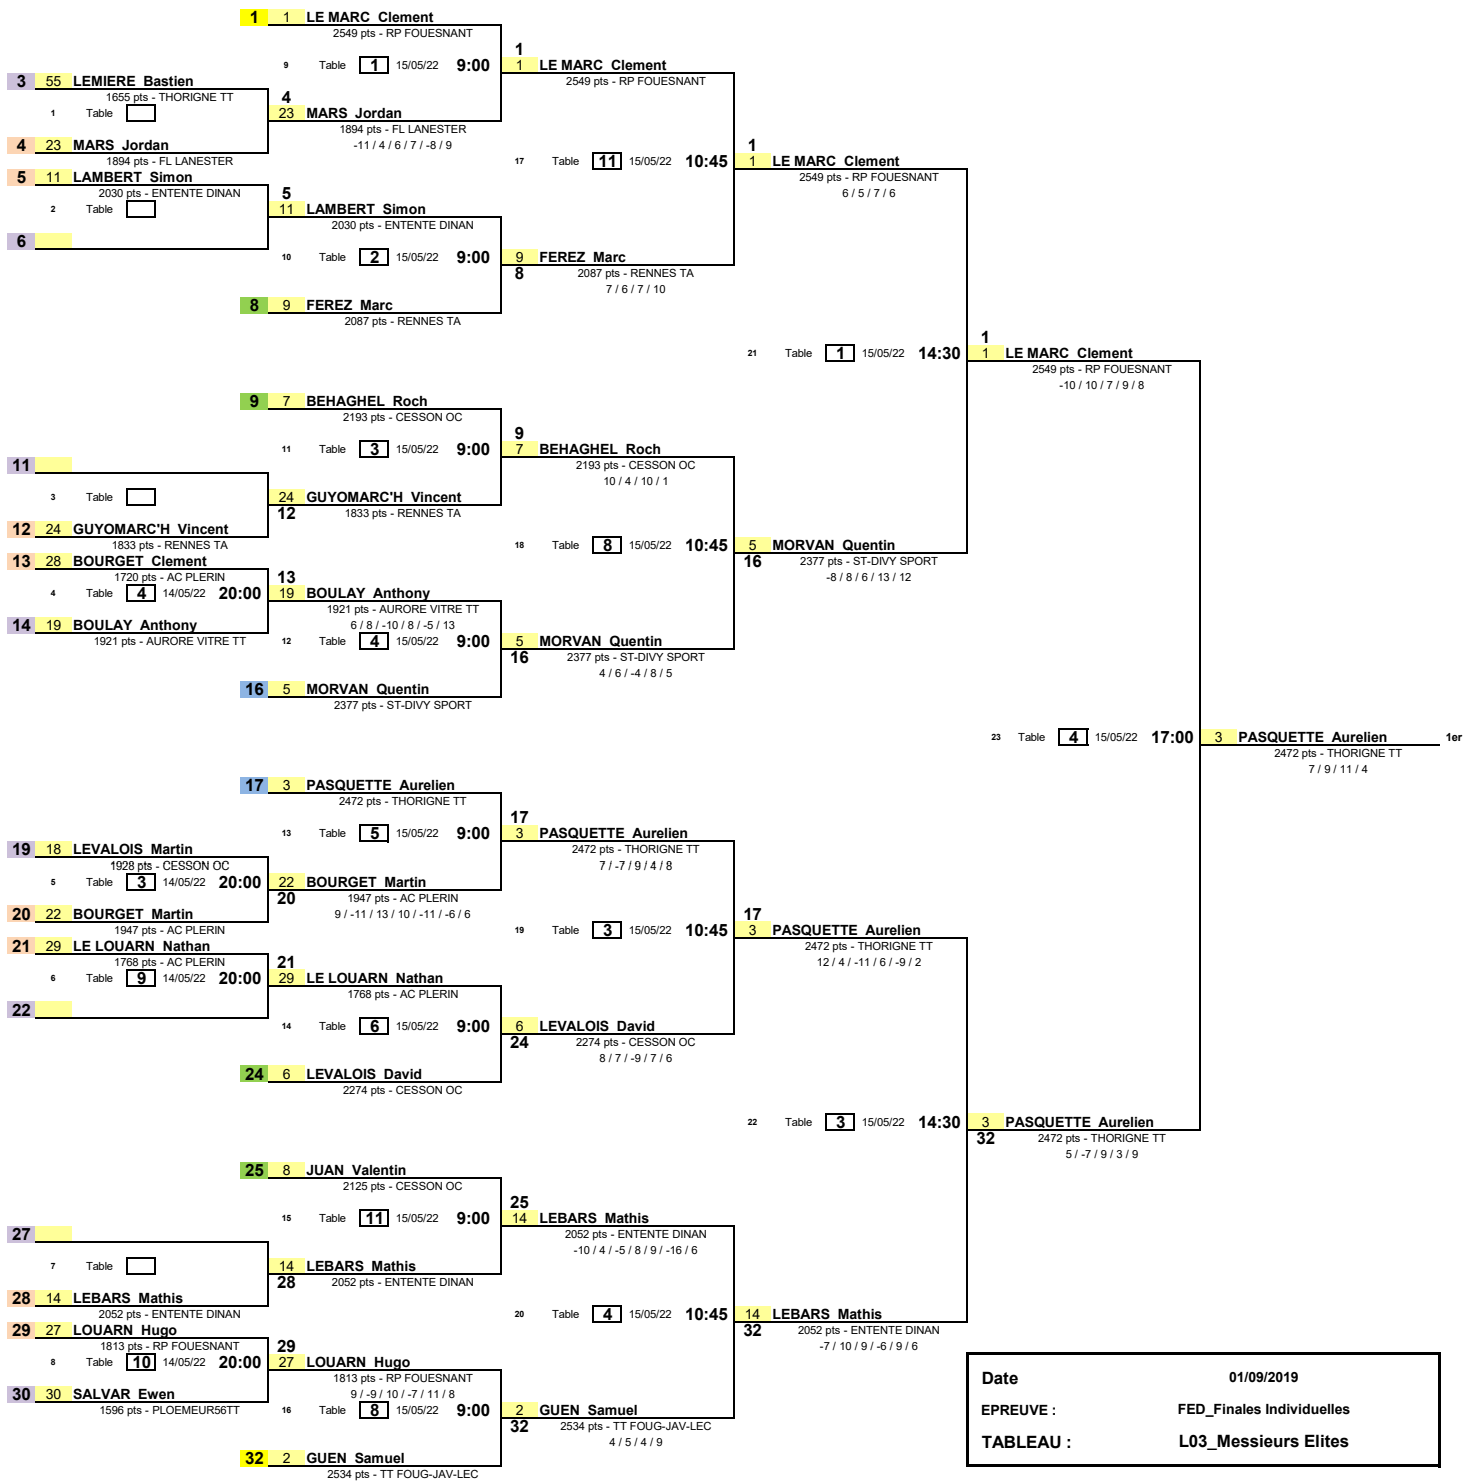 1 1 LE MARC Clement
2549 pts - RP FOUESNANT
9 Table 1 15/05/22 9:00
1
1 LE MARC Clement
2549 pts - RP FOUESNANT
3 55 LEMIERE Bastien
1655 pts - THORIGNE TT
1 Table
4
23 MARS Jordan
1894 pts - FL LANESTER
-11 / 4 / 6 / 7 / -8 / 9
4 23 MARS Jordan
1894 pts - FL LANESTER
17 Table 11 15/05/22 10:45
1
1 LE MARC Clement
2549 pts - RP FOUESNANT
6 / 5 / 7 / 6
5 11 LAMBERT Simon
2030 pts - ENTENTE DINAN
2 Table
5
11 LAMBERT Simon
2030 pts - ENTENTE DINAN
6
10 Table 2 15/05/22 9:00
9 FEREZ Marc
8
2087 pts - RENNES TA
7 / 6 / 7 / 10
8 9 FEREZ Marc
2087 pts - RENNES TA
21 Table 1 15/05/22 14:30
1
1 LE MARC Clement
2549 pts - RP FOUESNANT
-10 / 10 / 7 / 9 / 8
9 7 BEHAGHEL Roch
2193 pts - CESSON OC
11 Table 3 15/05/22 9:00
9
7 BEHAGHEL Roch
2193 pts - CESSON OC
10 / 4 / 10 / 1
11
3 Table
24 GUYOMARC'H Vincent
12
1833 pts - RENNES TA
12 24 GUYOMARC'H Vincent
1833 pts - RENNES TA
18 Table 8 15/05/22 10:45
5 MORVAN Quentin
16
2377 pts - ST-DIVY SPORT
-8 / 8 / 6 / 13 / 12
13 28 BOURGET Clement
1720 pts - AC PLERIN
4 Table 4 14/05/22 20:00
13
19 BOULAY Anthony
1921 pts - AURORE VITRE TT
6 / 8 / -10 / 8 / -5 / 13
14 19 BOULAY Anthony
1921 pts - AURORE VITRE TT
12 Table 4 15/05/22 9:00
5 MORVAN Quentin
16
2377 pts - ST-DIVY SPORT
4 / 6 / -4 / 8 / 5
16 5 MORVAN Quentin
2377 pts - ST-DIVY SPORT
23 Table 4 15/05/22 17:00
3 PASQUETTE Aurelien 1er
2472 pts - THORIGNE TT
7 / 9 / 11 / 4
17 3 PASQUETTE Aurelien
2472 pts - THORIGNE TT
13 Table 5 15/05/22 9:00
17
3 PASQUETTE Aurelien
2472 pts - THORIGNE TT
7 / -7 / 9 / 4 / 8
19 18 LEVALOIS Martin
1928 pts - CESSON OC
5 Table 3 14/05/22 20:00
22 BOURGET Martin
20
1947 pts - AC PLERIN
9 / -11 / 13 / 10 / -11 / -6 / 6
20 22 BOURGET Martin
1947 pts - AC PLERIN
19 Table 3 15/05/22 10:45
17
3 PASQUETTE Aurelien
2472 pts - THORIGNE TT
12 / 4 / -11 / 6 / -9 / 2
21 29 LE LOUARN Nathan
1768 pts - AC PLERIN
6 Table 9 14/05/22 20:00
21
29 LE LOUARN Nathan
1768 pts - AC PLERIN
22
14 Table 6 15/05/22 9:00
6 LEVALOIS David
24
2274 pts - CESSON OC
8 / 7 / -9 / 7 / 6
24 6 LEVALOIS David
2274 pts - CESSON OC
22 Table 3 15/05/22 14:30
3 PASQUETTE Aurelien
32
2472 pts - THORIGNE TT
5 / -7 / 9 / 3 / 9
25 8 JUAN Valentin
2125 pts - CESSON OC
15 Table 11 15/05/22 9:00
25
14 LEBARS Mathis
2052 pts - ENTENTE DINAN
-10 / 4 / -5 / 8 / 9 / -16 / 6
27
7 Table
14 LEBARS Mathis
28
2052 pts - ENTENTE DINAN
28 14 LEBARS Mathis
2052 pts - ENTENTE DINAN
20 Table 4 15/05/22 10:45
14 LEBARS Mathis
32
2052 pts - ENTENTE DINAN
-7 / 10 / 9 / -6 / 9 / 6
29 27 LOUARN Hugo
1813 pts - RP FOUESNANT
8 Table 10 14/05/22 20:00
29
27 LOUARN Hugo
1813 pts - RP FOUESNANT
9 / -9 / 10 / -7 / 11 / 8
30 30 SALVAR Ewen
1596 pts - PLOEMEUR56TT
16 Table 8 15/05/22 9:00
2 GUEN Samuel
32
2534 pts - TT FOUG-JAV-LEC
4 / 5 / 4 / 9
32 2 GUEN Samuel
2534 pts - TT FOUG-JAV-LEC
Date 01/09/2019
EPREUVE : FED_Finales Individuelles
TABLEAU : L03_Messieurs Elites